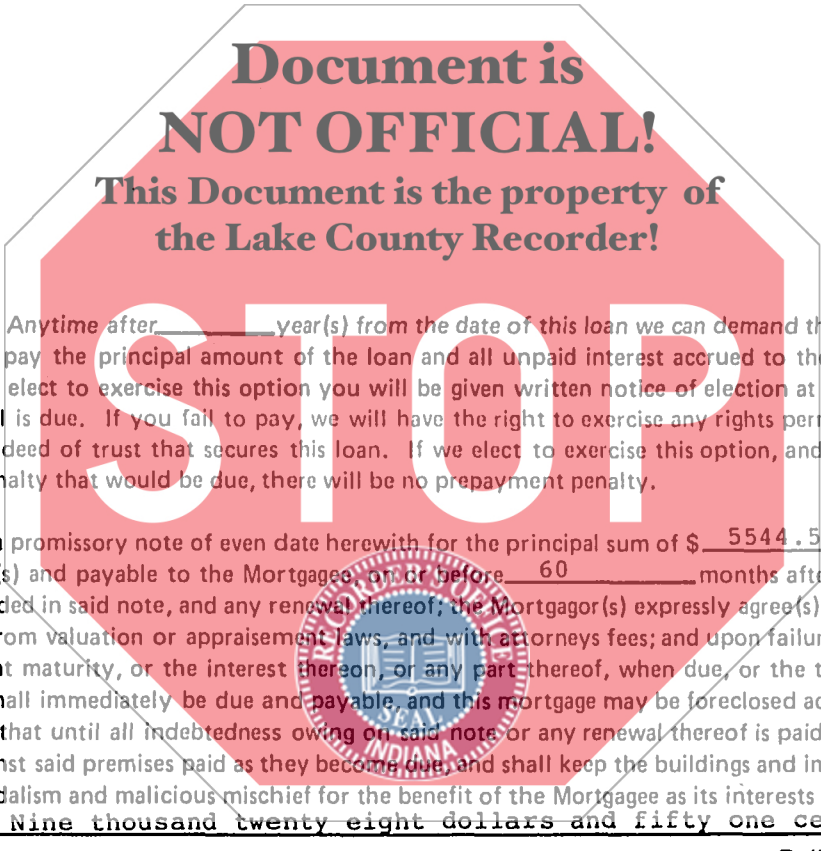 Document is
NOT OFFICIAL!
This Document is the property of
the Lake County Recorder!
STOP
Anytime after year(s) from the date of this loan we can demand th
pay the principal amount of the loan and all unpaid interest accrued to the
elect to exercise this option you will be given written notice of election at
l is due. If you fail to pay, we will have the right to exercise any rights perr
deed of trust that secures this loan. If we elect to exercise this option, and
nalty that would be due, there will be no prepayment penalty.
promissory note of even date herewith for the principal sum of $ 5544.5
s) and payable to the Mortgagee, on or before 60 months afte
ded in said note, and any renewal thereof; the Mortgagor(s) expressly agree(s)
rom valuation or appraisement laws, and with attorneys fees; and upon failur
t maturity, or the interest thereon, or any part thereof, when due, or the t
all immediately be due and payable, and this mortgage may be foreclosed ac
that until all indebtedness owing on said note or any renewal thereof is paid
nst said premises paid as they become due, and shall keep the buildings and in
dalism and malicious mischief for the benefit of the Mortgagee as its interests
Nine thousand twenty eight dollars and fifty one ce
RECORDER'S OFFICE
SEAL
INDIANA